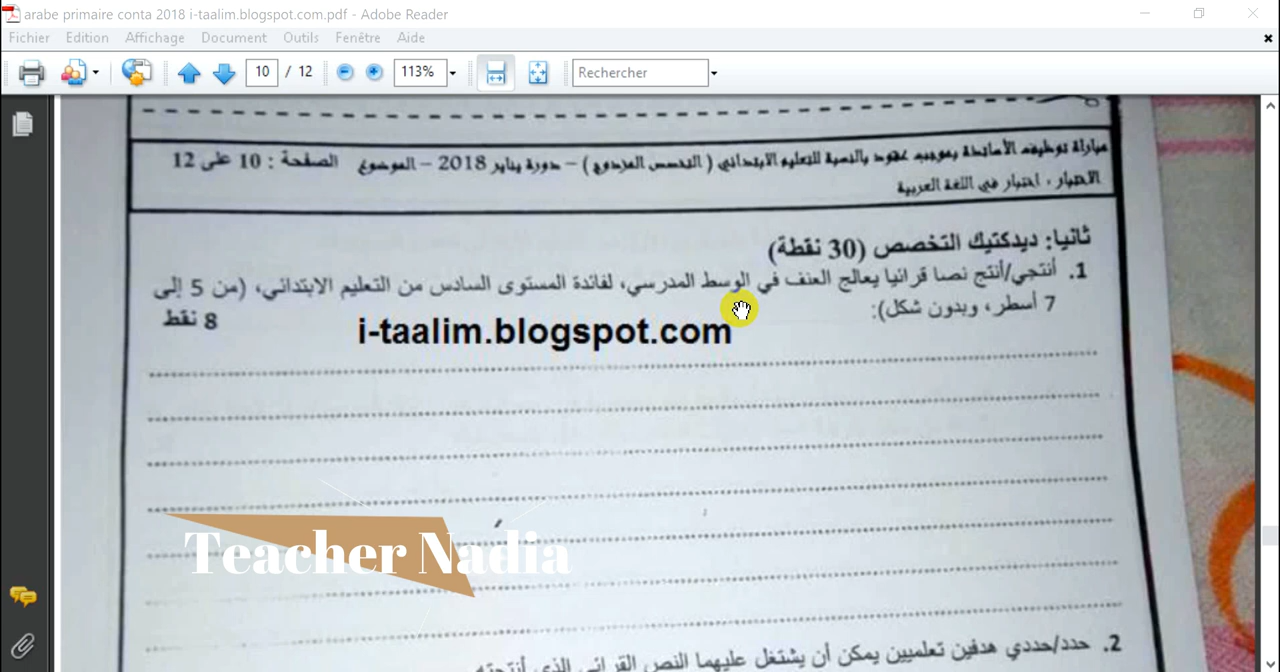 arabe primaire conta 2018 i-taalim.blogspot.com.pdf - Adobe Reader
Fichier Edition Affichage Document Outils Fenêtre Aide
10 / 12 113% Rechercher
مباراة توظيف الأساتذة بموجب عقود بالنسبة للتعليم الابتدائي ( التخصص المزدوج ) – دورة يناير 2018 – الموضوع الصفحة : 10 على 12
الاختبار : اختبار في اللغة العربية
ثانيا: ديدكتيك التخصص (30 نقطة)
1. أنتجي/أنتج نصا قرائيا يعالج العنف في الوسط المدرسي، لفائدة المستوى السادس من التعليم الابتدائي، (من 5 إلى
7 أسطر، وبدون شكل): 8 نقط
i-taalim.blogspot.com
Teacher Nadia
2. حدد/حددي هدفين تعلميين يمكن أن يشتغل عليهما النص القرائي الذي أنتجته